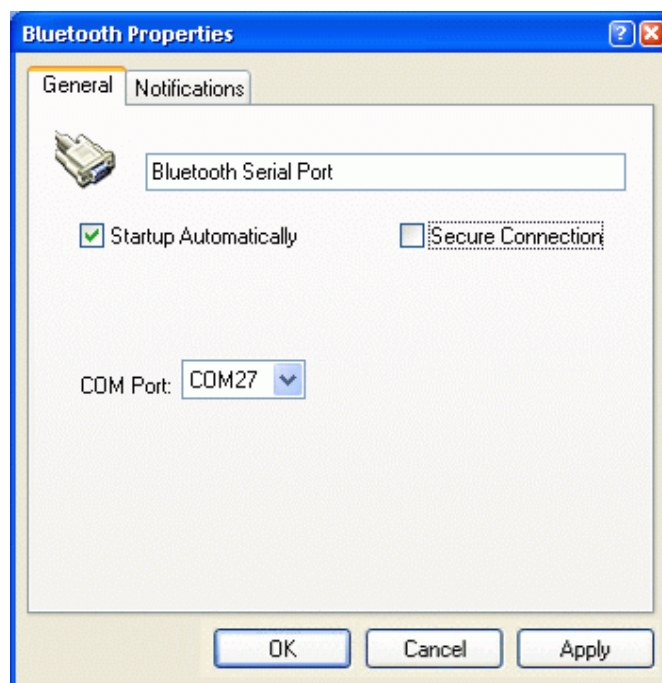 Bluetooth Properties
General Notifications
Bluetooth Serial Port
Startup Automatically Secure Connection
COM Port: COM27
OK Cancel Apply